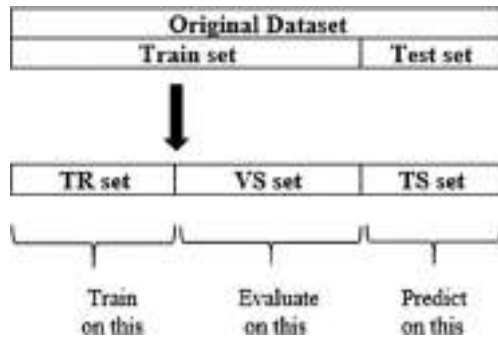 Original Dataset
Train set Test set
TR set VS set TS set
Train Evaluate Predict
on this on this on this